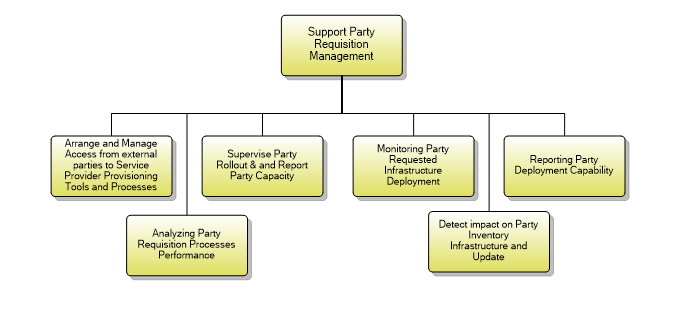 Support Party
Requisition
Management
Arrange and Manage
Access from external
parties to Service
Provider Provisioning
Tools and Processes
Supervise Party
Rollout & and Report
Party Capacity
Monitoring Party
Requested
Infrastructure
Deployment
Reporting Party
Deployment Capability
Analyzing Party
Requisition Processes
Performance
Detect impact on Party
Inventory
Infrastructure and
Update